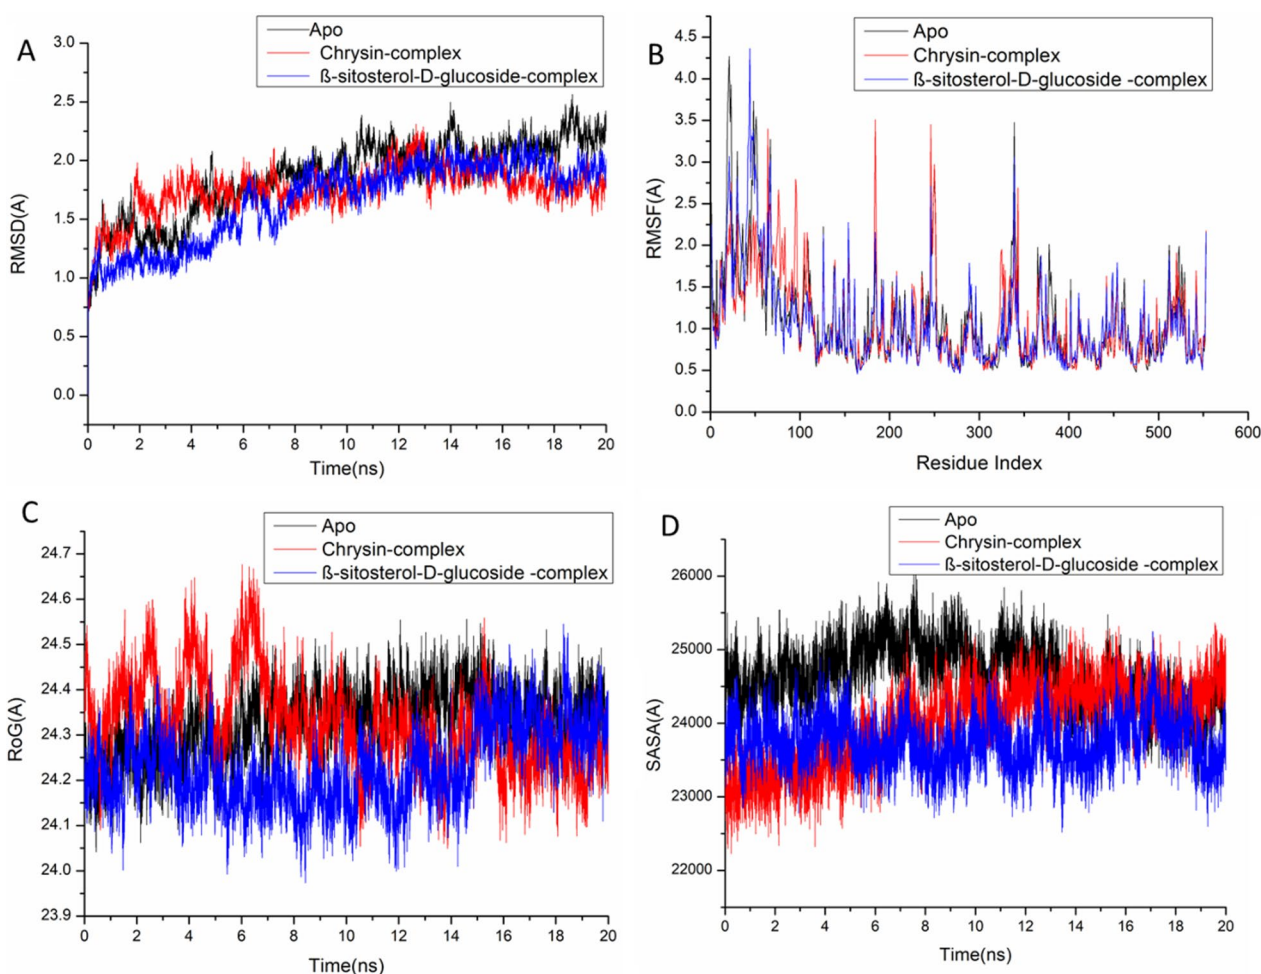 A
Apo
Chrysin-complex
ß-sitosterol-D-glucoside-complex
3.0
2.5
2.0
1.5
1.0
0.5
0.0
RMSD(A)
0 2 4 6 8 10 12 14 16 18 20
Time(ns)
B
Apo
Chrysin-complex
ß-sitosterol-D-glucoside -complex
4.5
4.0
3.5
3.0
2.5
2.0
1.5
1.0
0.5
0.0
RMSF(A)
0 100 200 300 400 500 600
Residue Index
C
Apo
Chrysin-complex
ß-sitosterol-D-glucoside -complex
24.7
24.6
24.5
24.4
24.3
24.2
24.1
24.0
23.9
RoG(A)
0 2 4 6 8 10 12 14 16 18 20
Time(ns)
D
Apo
Chrysin-complex
ß-sitosterol-D-glucoside -complex
26000
25000
24000
23000
22000
SASA(A)
0 2 4 6 8 10 12 14 16 18 20
Time(ns)